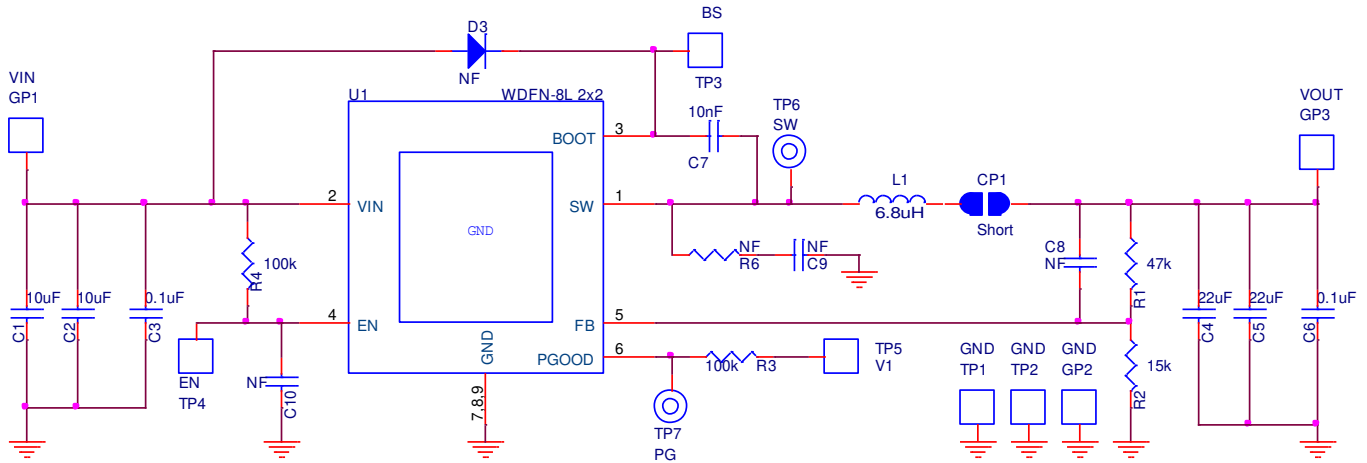 BS
D3
NF
TP3
VIN
GP1
U1
WDFN-8L 2x2
10nF
TP6
SW
VOUT
GP3
BOOT
3
C7
L1
CP1
2
VIN
SW
1
6.8uH
Short
GND
R4
100k
NF
R6
NF
C9
C8
NF
47k
R1
10uF
10uF
0.1uF
C1
C2
C3
22uF
22uF
0.1uF
C4
C5
C6
4
EN
FB
5
GND
PGOOD
6
100k
R3
TP5
V1
GND
TP1
GND
TP2
GND
GP2
15k
R2
EN
TP4
NF
C10
7,8,9
TP7
PG